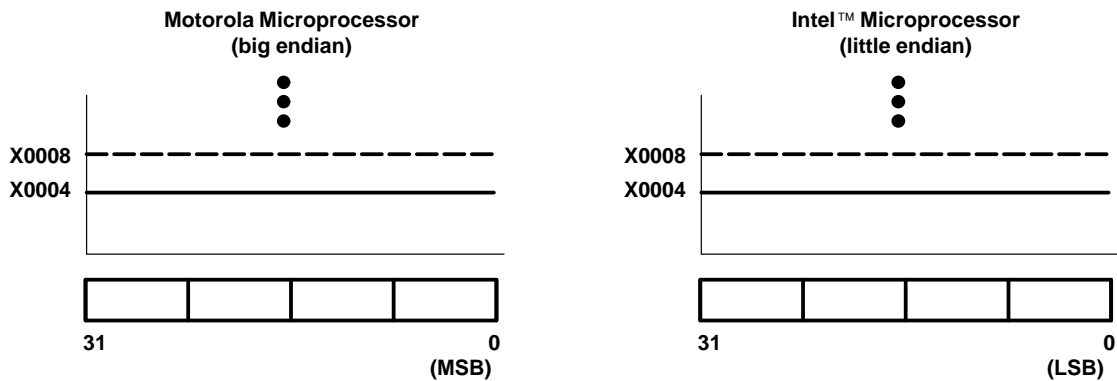 Motorola Microprocessor
(big endian)
X0008
X0004
31 0
(MSB)
Intel™ Microprocessor
(little endian)
X0008
X0004
31 0
(LSB)